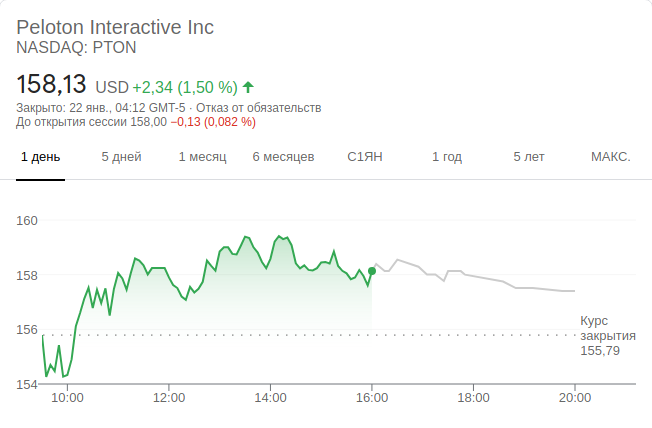 Peloton Interactive Inc
NASDAQ: PTON
158,13 USD +2,34 (1,50 %)
Закрыто: 22 янв., 04:12 GMT-5 · Отказ от обязательств
До открытия сессии 158,00 −0,13 (0,082 %)
1 день 5 дней 1 месяц 6 месяцев С1ЯН 1 год 5 лет МАКС.
160
158
156
Курс
закрытия
155,79
154
10:00 12:00 14:00 16:00 18:00 20:00